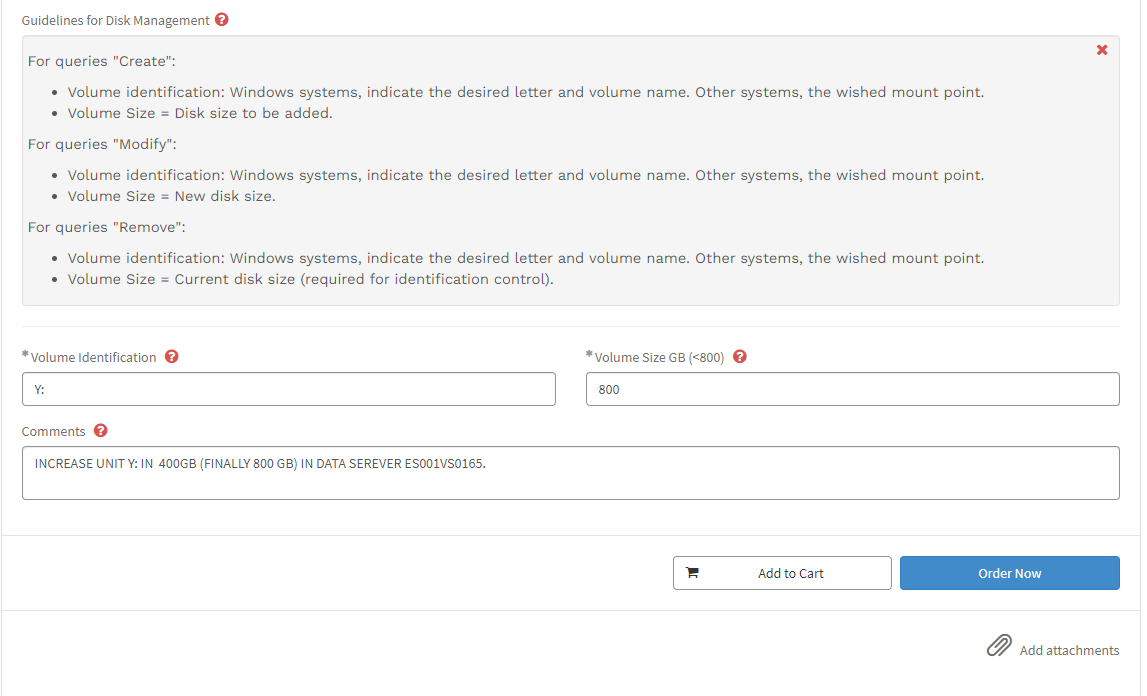 Guidelines for Disk Management
For queries "Create":
Volume identification: Windows systems, indicate the desired letter and volume name. Other systems, the wished mount point.
Volume Size = Disk size to be added.
For queries "Modify":
Volume identification: Windows systems, indicate the desired letter and volume name. Other systems, the wished mount point.
Volume Size = New disk size.
For queries "Remove":
Volume identification: Windows systems, indicate the desired letter and volume name. Other systems, the wished mount point.
Volume Size = Current disk size (required for identification control).
* Volume Identification
* Volume Size GB (<800)
Y:
800
Comments
INCREASE UNIT Y: IN  400GB (FINALLY 800 GB) IN DATA SEREVER ES001VS0165.
Add to Cart
Order Now
Add attachments